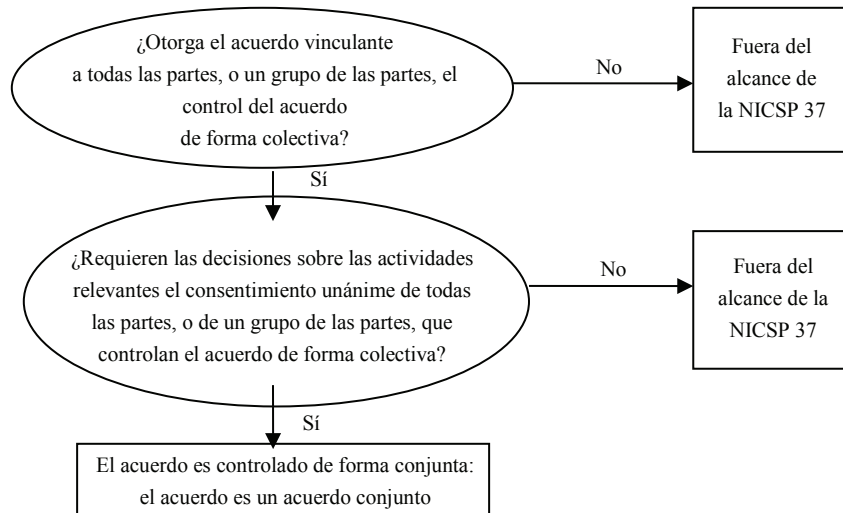 ¿Otorga el acuerdo vinculante
a todas las partes, o un grupo de las partes, el
control del acuerdo
de forma colectiva?
No
Fuera del
alcance de
la NICSP 37
Sí
¿Requieren las decisiones sobre las actividades
relevantes el consentimiento unánime de todas
las partes, o de un grupo de las partes, que
controlan el acuerdo de forma colectiva?
No
Fuera del
alcance de la
NICSP 37
Sí
El acuerdo es controlado de forma conjunta:
el acuerdo es un acuerdo conjunto